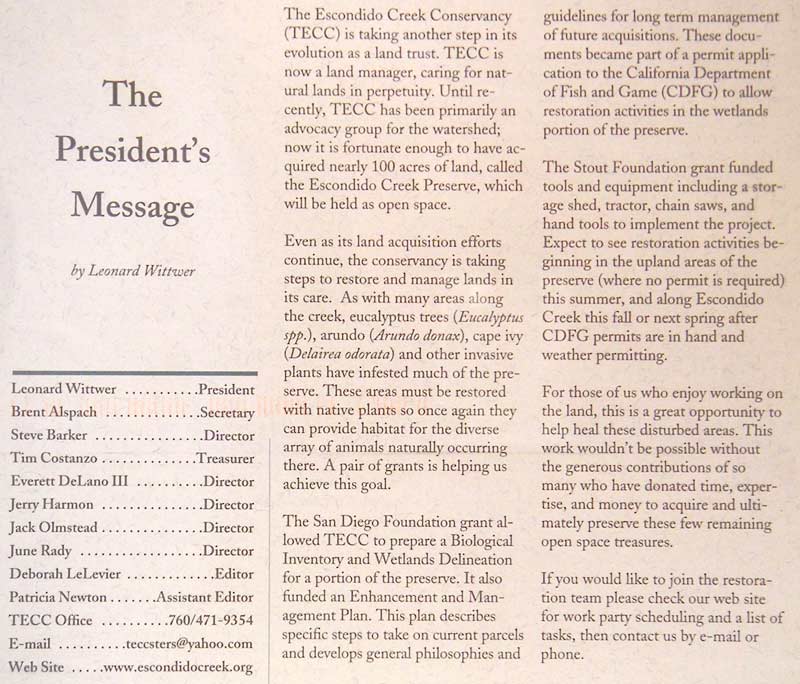 The
President's
Message
by Leonard Wittwer
Leonard Wittwer . . . . . . . . . . .President
Brent Alspach . . . . . . . . . . . . . .Secretary
Steve Barker . . . . . . . . . . . . . . . .Director
Tim Costanzo . . . . . . . . . . . . . .Treasurer
Everett DeLano III . . . . . . . . . .Director
Jerry Harmon . . . . . . . . . . . . . . .Director
Jack Olmstead . . . . . . . . . . . . . . .Director
June Rady . . . . . . . . . . . . . . . . . .Director
Deborah LeLevier . . . . . . . . . . . . .Editor
Patricia Newton . . . . . . .Assistant Editor
TECC Office . . . . . . . . . . .760/471-9354
E-mail . . . . . . . . . .teccsters@yahoo.com
Web Site . . . . .www.escondidocreek.org
The Escondido Creek Conservancy
(TECC) is taking another step in its
evolution as a land trust. TECC is
now a land manager, caring for nat-
ural lands in perpetuity. Until re-
cently, TECC has been primarily an
advocacy group for the watershed;
now it is fortunate enough to have ac-
quired nearly 100 acres of land, called
the Escondido Creek Preserve, which
will be held as open space.
Even as its land acquisition efforts
continue, the conservancy is taking
steps to restore and manage lands in
its care. As with many areas along
the creek, eucalyptus trees (Eucalyptus
spp.), arundo (Arundo donax), cape ivy
(Delairea odorata) and other invasive
plants have infested much of the pre-
serve. These areas must be restored
with native plants so once again they
can provide habitat for the diverse
array of animals naturally occurring
there. A pair of grants is helping us
achieve this goal.
The San Diego Foundation grant al-
lowed TECC to prepare a Biological
Inventory and Wetlands Delineation
for a portion of the preserve. It also
funded an Enhancement and Man-
agement Plan. This plan describes
specific steps to take on current parcels
and develops general philosophies and
guidelines for long term management
of future acquisitions. These docu-
ments became part of a permit appli-
cation to the California Department
of Fish and Game (CDFG) to allow
restoration activities in the wetlands
portion of the preserve.
The Stout Foundation grant funded
tools and equipment including a stor-
age shed, tractor, chain saws, and
hand tools to implement the project.
Expect to see restoration activities be-
ginning in the upland areas of the
preserve (where no permit is required)
this summer, and along Escondido
Creek this fall or next spring after
CDFG permits are in hand and
weather permitting.
For those of us who enjoy working on
the land, this is a great opportunity to
help heal these disturbed areas. This
work wouldn't be possible without
the generous contributions of so
many who have donated time, exper-
tise, and money to acquire and ulti-
mately preserve these few remaining
open space treasures.
If you would like to join the restora-
tion team please check our web site
for work party scheduling and a list of
tasks, then contact us by e-mail or
phone.